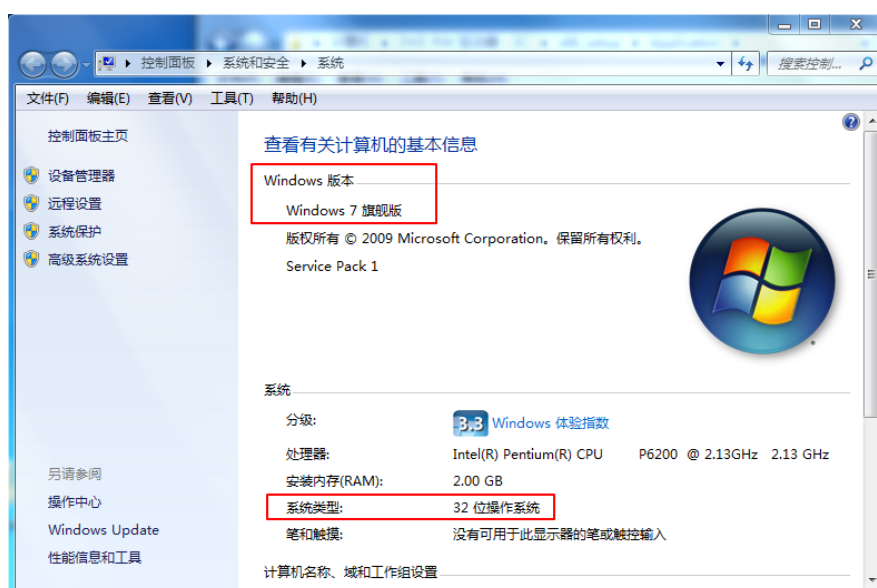 控制面板 系统和安全 系统
搜索控制...
文件(F) 编辑(E) 查看(V) 工具(T) 帮助(H)
控制面板主页
设备管理器
远程设置
系统保护
高级系统设置
另请参阅
操作中心
Windows Update
性能信息和工具
查看有关计算机的基本信息
Windows 版本
Windows 7 旗舰版
版权所有 © 2009 Microsoft Corporation。保留所有权利。
Service Pack 1
系统
分级: 3.3 Windows 体验指数
处理器: Intel(R) Pentium(R) CPU P6200 @ 2.13GHz 2.13 GHz
安装内存(RAM): 2.00 GB
系统类型: 32 位操作系统
笔和触摸: 没有可用于此显示器的笔或触控输入
计算机名称、域和工作组设置